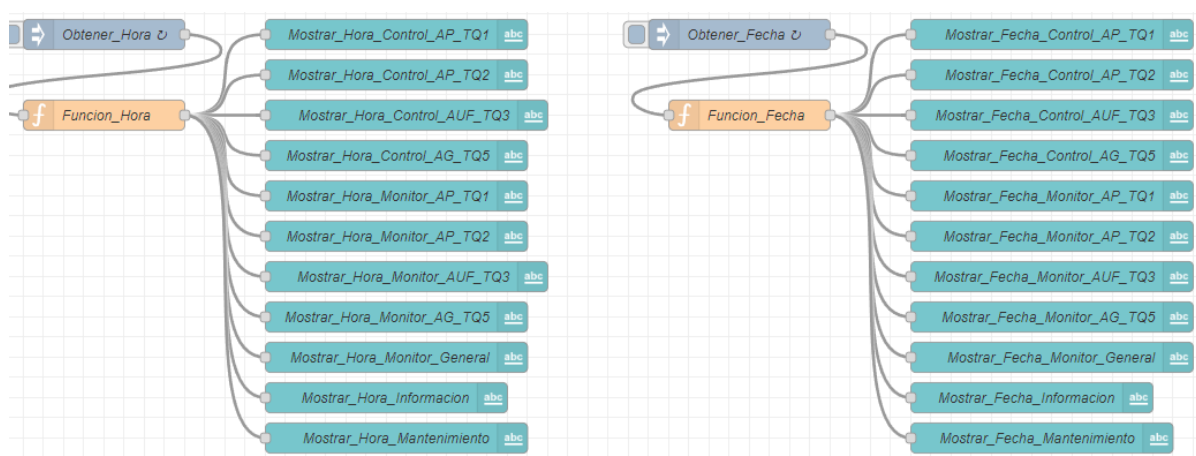 Obtener_Hora ↻
Mostrar_Hora_Control_AP_TQ1 abc
Mostrar_Hora_Control_AP_TQ2 abc
Funcion_Hora
Mostrar_Hora_Control_AUF_TQ3 abc
Mostrar_Hora_Control_AG_TQ5 abc
Mostrar_Hora_Monitor_AP_TQ1 abc
Mostrar_Hora_Monitor_AP_TQ2 abc
Mostrar_Hora_Monitor_AUF_TQ3 abc
Mostrar_Hora_Monitor_AG_TQ5 abc
Mostrar_Hora_Monitor_General abc
Mostrar_Hora_Informacion abc
Mostrar_Hora_Mantenimiento abc
Obtener_Fecha ↻
Mostrar_Fecha_Control_AP_TQ1 abc
Mostrar_Fecha_Control_AP_TQ2 abc
Funcion_Fecha
Mostrar_Fecha_Control_AUF_TQ3 abc
Mostrar_Fecha_Control_AG_TQ5 abc
Mostrar_Fecha_Monitor_AP_TQ1 abc
Mostrar_Fecha_Monitor_AP_TQ2 abc
Mostrar_Fecha_Monitor_AUF_TQ3 abc
Mostrar_Fecha_Monitor_AG_TQ5 abc
Mostrar_Fecha_Monitor_General abc
Mostrar_Fecha_Informacion abc
Mostrar_Fecha_Mantenimiento abc